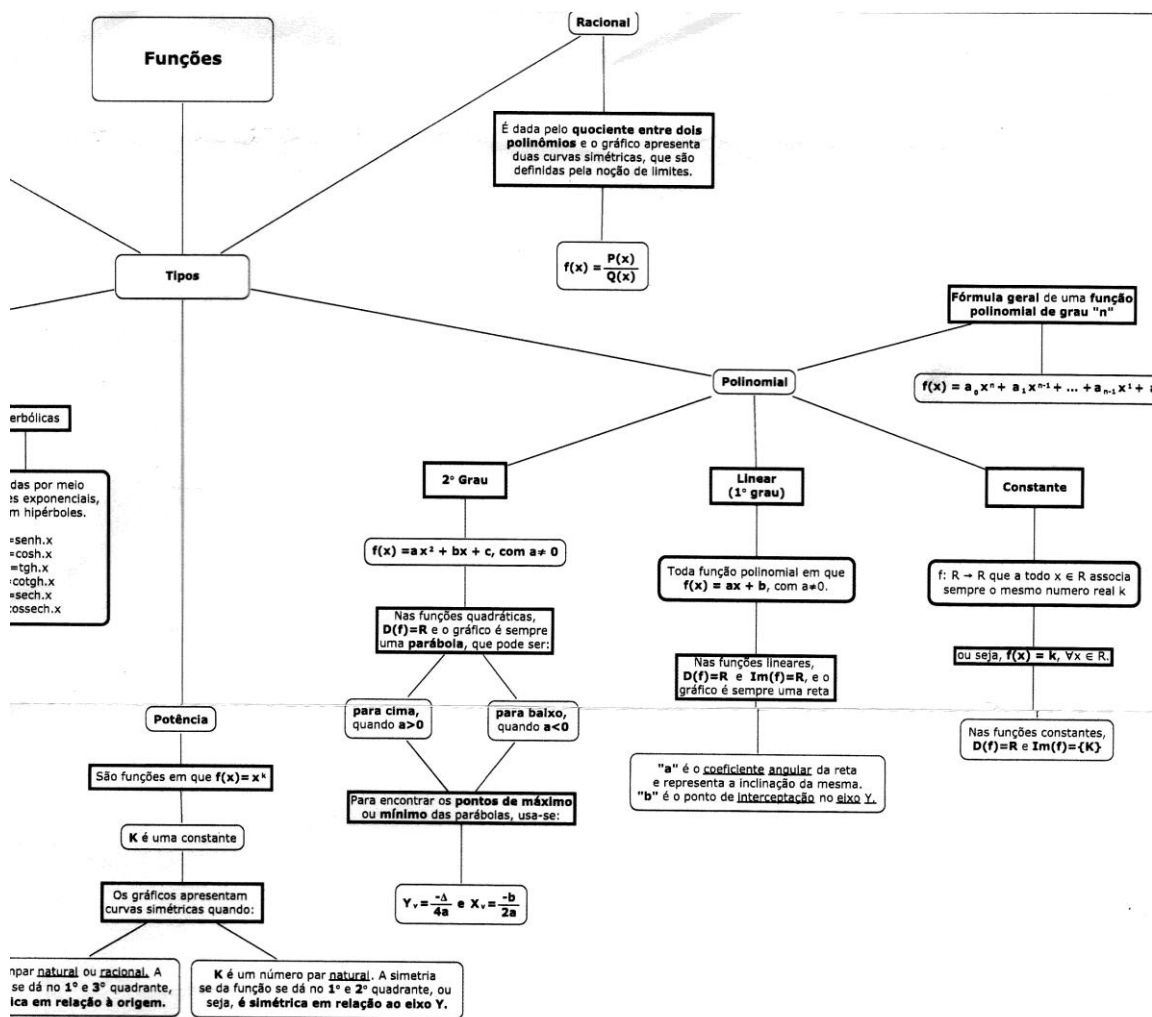 Funções
Racional
É dada pelo quociente entre dois
polinômios e o gráfico apresenta
duas curvas simétricas, que são
definidas pela noção de limites.
f(x) = P(x)
Q(x)
Tipos
Fórmula geral de uma função
polinomial de grau "n"
f(x) = a₀xⁿ + a₁xⁿ⁻¹ + ... + aₙ₋₁x¹ +
Polinomial
erbólicas
das por meio
es exponenciais,
m hipérboles.
=senh.x
=cosh.x
=tgh.x
=cotgh.x
=sech.x
cossech.x
2° Grau
f(x) =ax² + bx + c, com a≠ 0
Nas funções quadráticas,
D(f)=R e o gráfico é sempre
uma parábola, que pode ser:
para cima,
quando a>0
para baixo,
quando a<0
Para encontrar os pontos de máximo
ou mínimo das parábolas, usa-se:
Yᵥ = -Δ
4a
e Xᵥ = -b
2a
Linear
(1° grau)
Toda função polinomial em que
f(x) = ax + b, com a≠0.
Nas funções lineares,
D(f)=R e Im(f)=R, e o
gráfico é sempre uma reta
"a" é o coeficiente angular da reta
e representa a inclinação da mesma.
"b" é o ponto de interceptação no eixo Y.
Constante
f: R → R que a todo x ∈ R associa
sempre o mesmo numero real k
ou seja, f(x) = k, ∀x ∈ R.
Nas funções constantes,
D(f)=R e Im(f)={K}
Potência
São funções em que f(x)= xᵏ
K é uma constante
Os gráficos apresentam
curvas simétricas quando:
npar natural ou racional. A
se dá no 1° e 3° quadrante,
ica em relação à origem.
K é um número par natural. A simetria
se da função se dá no 1° e 2° quadrante, ou
seja, é simétrica em relação ao eixo Y.